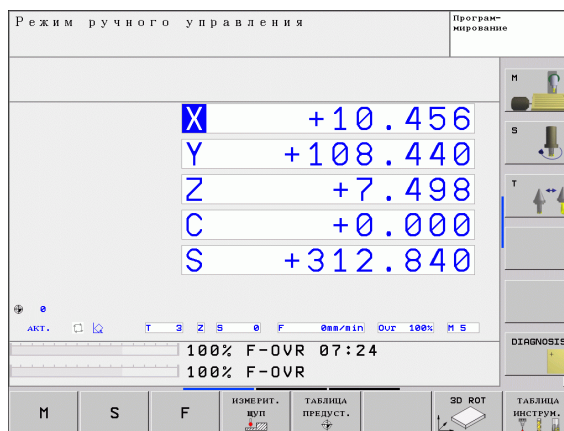 Режим ручного управления
Програм-
мирование
M
X +10.456
Y +108.440
S
Z +7.498
T
C +0.000
S +312.840
0
АКТ. T 3 Z S 0 F 0mm/min Ovr 100% M 5
100% F-OVR 07:24
DIAGNOSIS
100% F-OVR
M
S
F
ИЗМЕРИТ.
ЩУП
ТАБЛИЦА
ПРЕДУСТ.
3D ROT
ТАБЛИЦА
ИНСТРУМ.